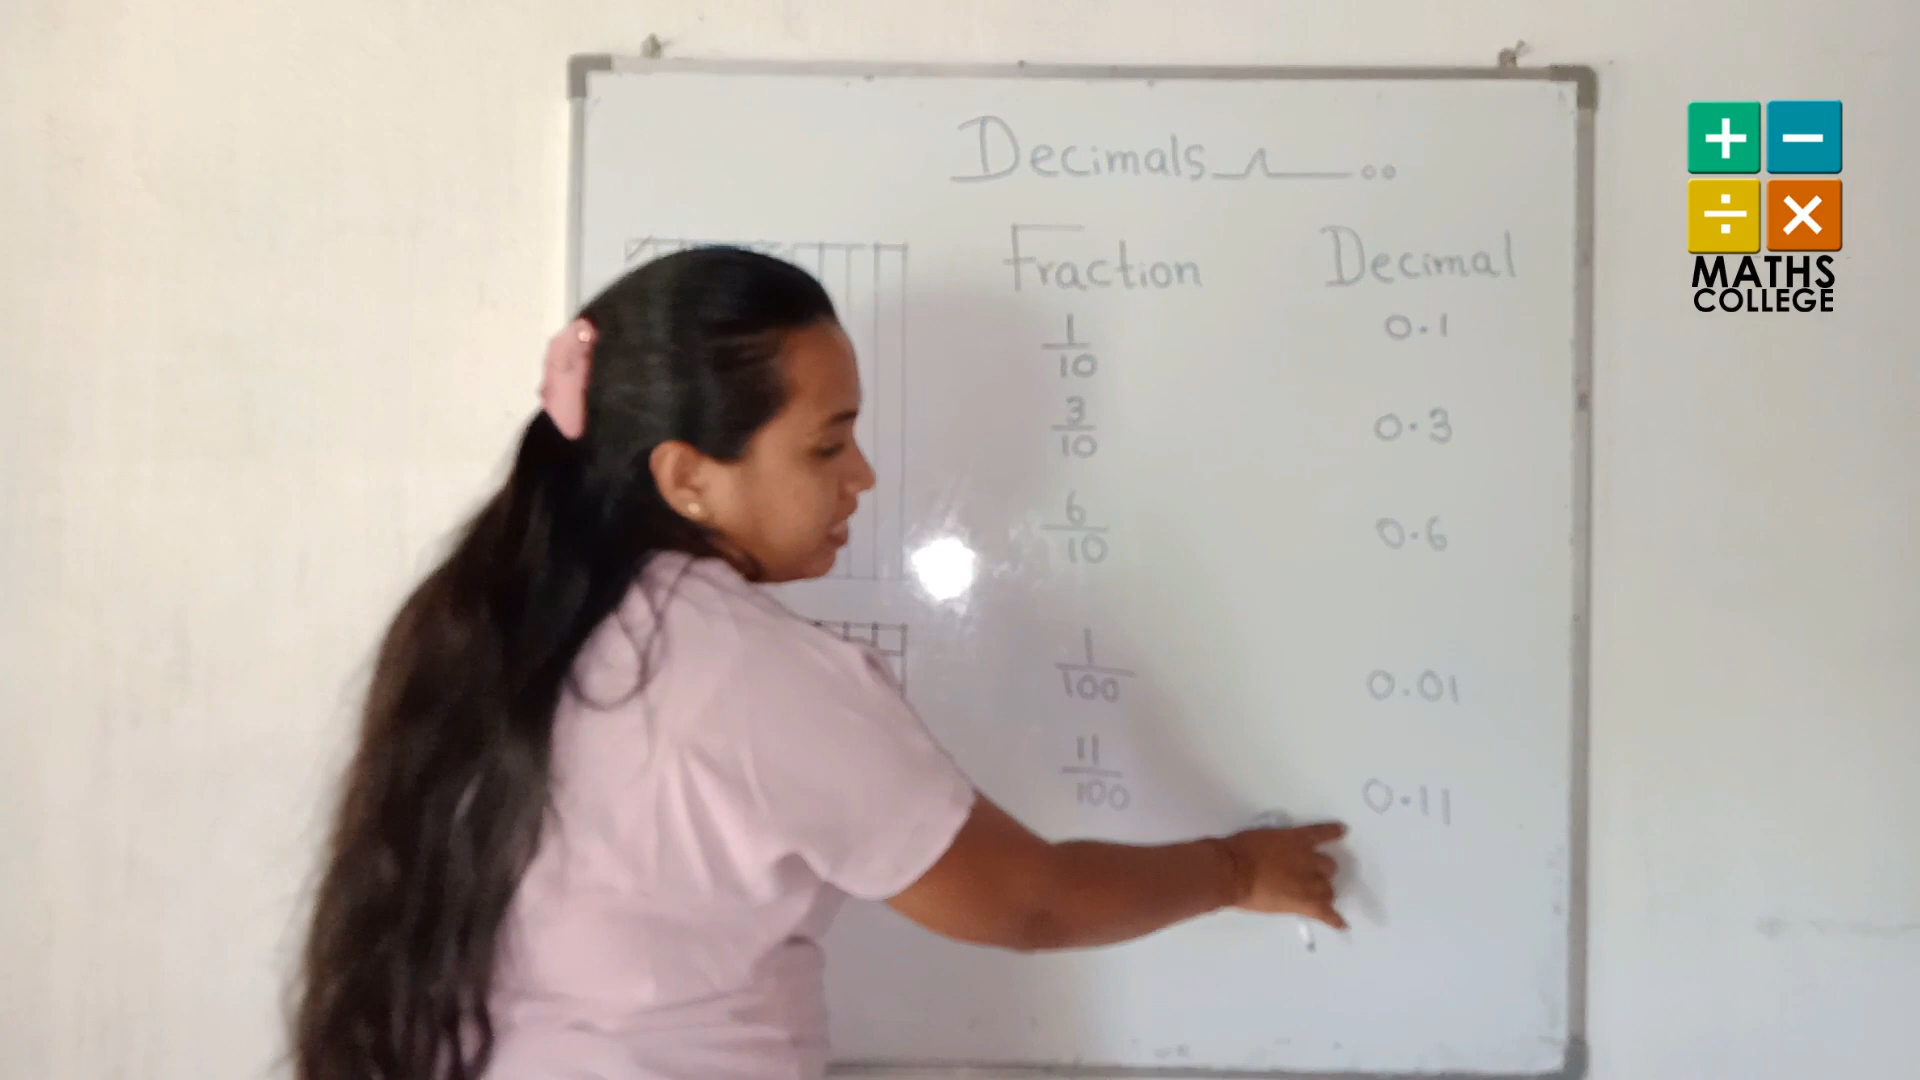 Decimals
Fraction Decimal
1/10 0.1
3/10 0.3
6/10 0.6
1/100 0.01
11/100 0.11
+ −
÷ ×
MATHS
COLLEGE